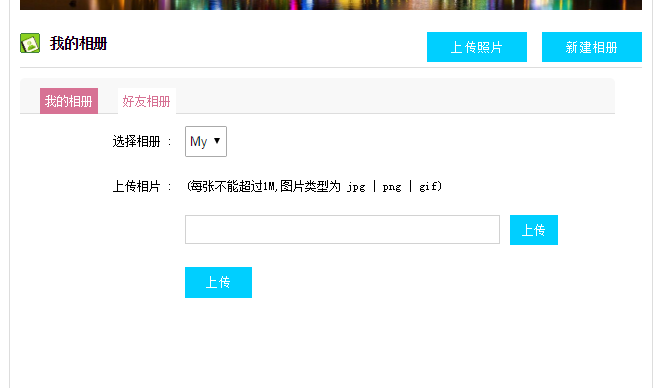 我的相册 上传照片 新建相册
我的相册 好友相册
选择相册 : My
上传相片 : (每张不能超过1M,图片类型为 jpg | png | gif)
上传
上传